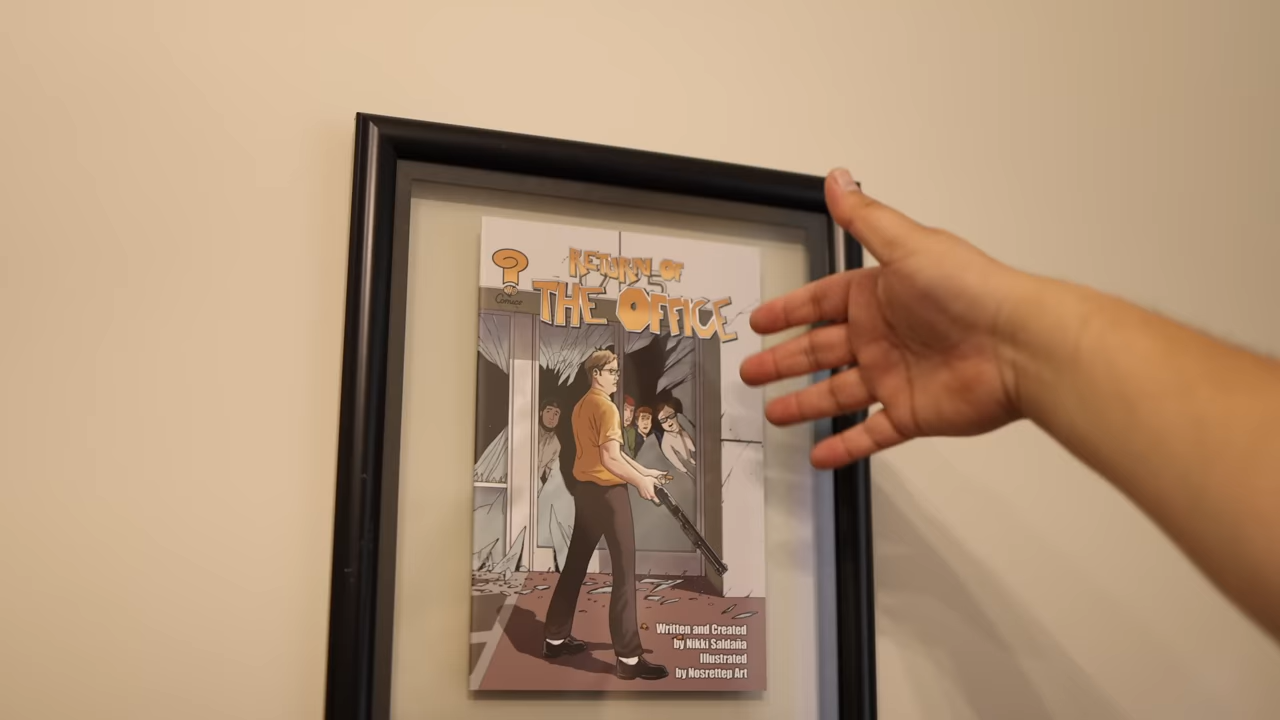 RETURN OF
THE OFFICE
Comics
Written and Created
by Nikki Saldaña
Illustrated
by Nosrettep Art